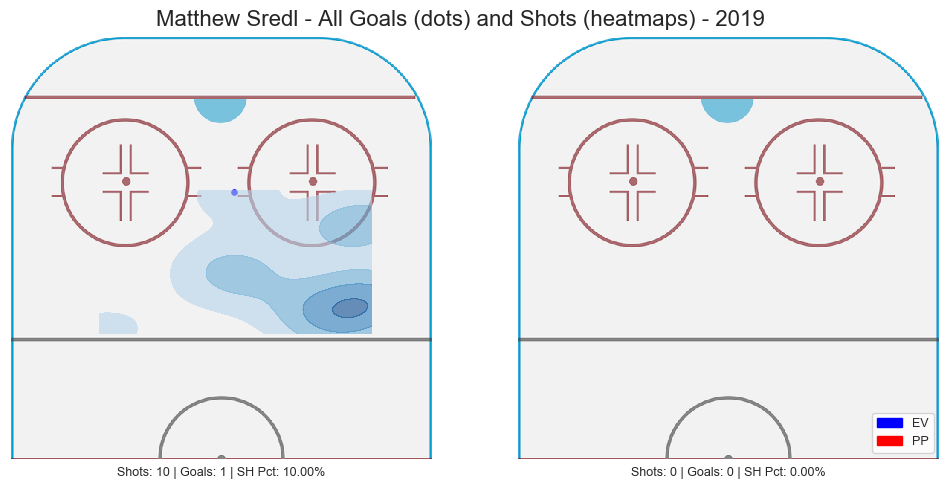 Matthew Sredl - All Goals (dots) and Shots (heatmaps) - 2019
EV
PP
Shots: 10 | Goals: 1 | SH Pct: 10.00%
Shots: 0 | Goals: 0 | SH Pct: 0.00%